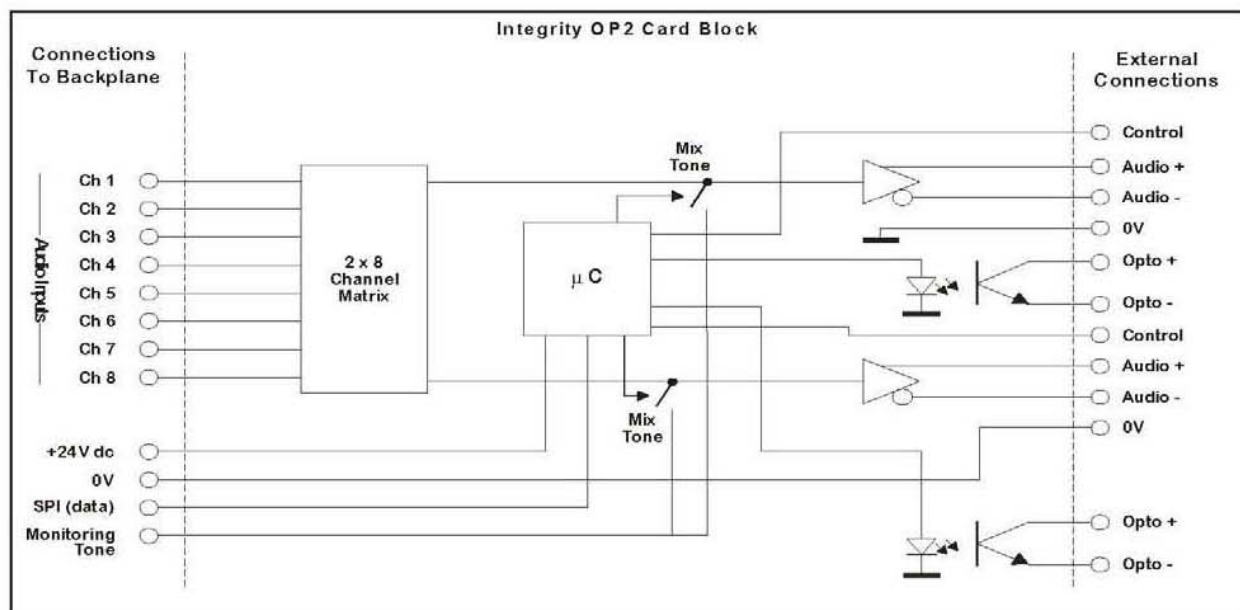 Integrity OP2 Card Block
Connections
To Backplane
External
Connections
Audio Inputs
Ch 1
Ch 2
Ch 3
Ch 4
Ch 5
Ch 6
Ch 7
Ch 8
+24V dc
0V
SPI (data)
Monitoring
Tone
2 x 8
Channel
Matrix
Mix
Tone
μC
Mix
Tone
Control
Audio +
Audio -
0V
Opto +
Opto -
Control
Audio +
Audio -
0V
Opto +
Opto -